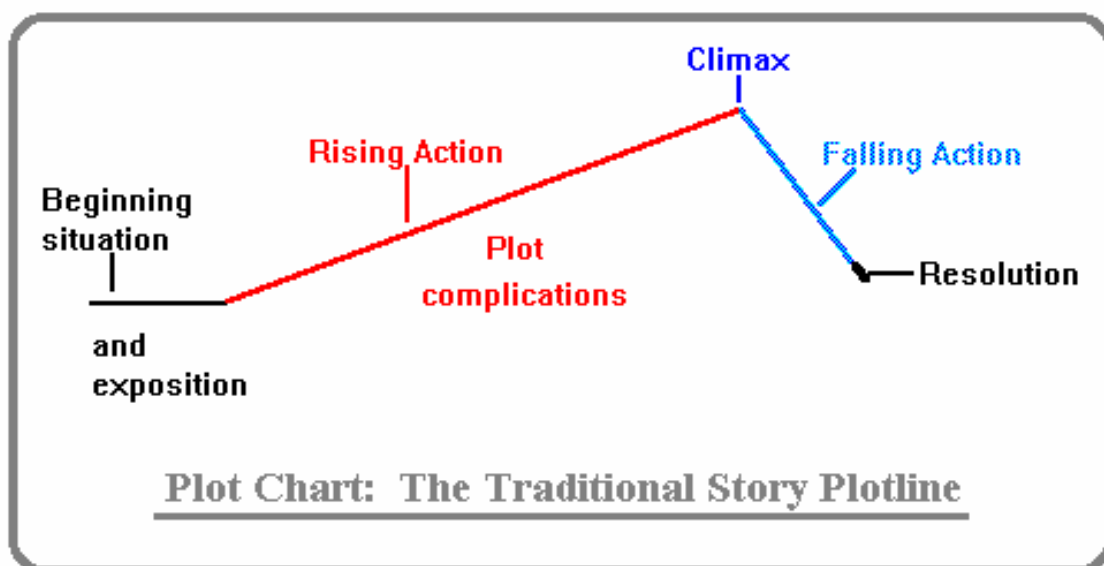 Climax
Rising Action
Falling Action
Beginning
situation
Plot
complications
Resolution
and
exposition
Plot Chart:  The Traditional Story Plotline